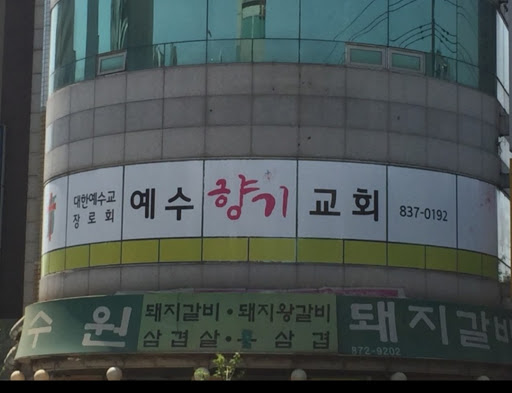 대한예수교
장로회
예수 향기 교회
837-0192
수원
돼지갈비·돼지왕갈비
삼겹살·통삼겹
돼지갈비
872-9202